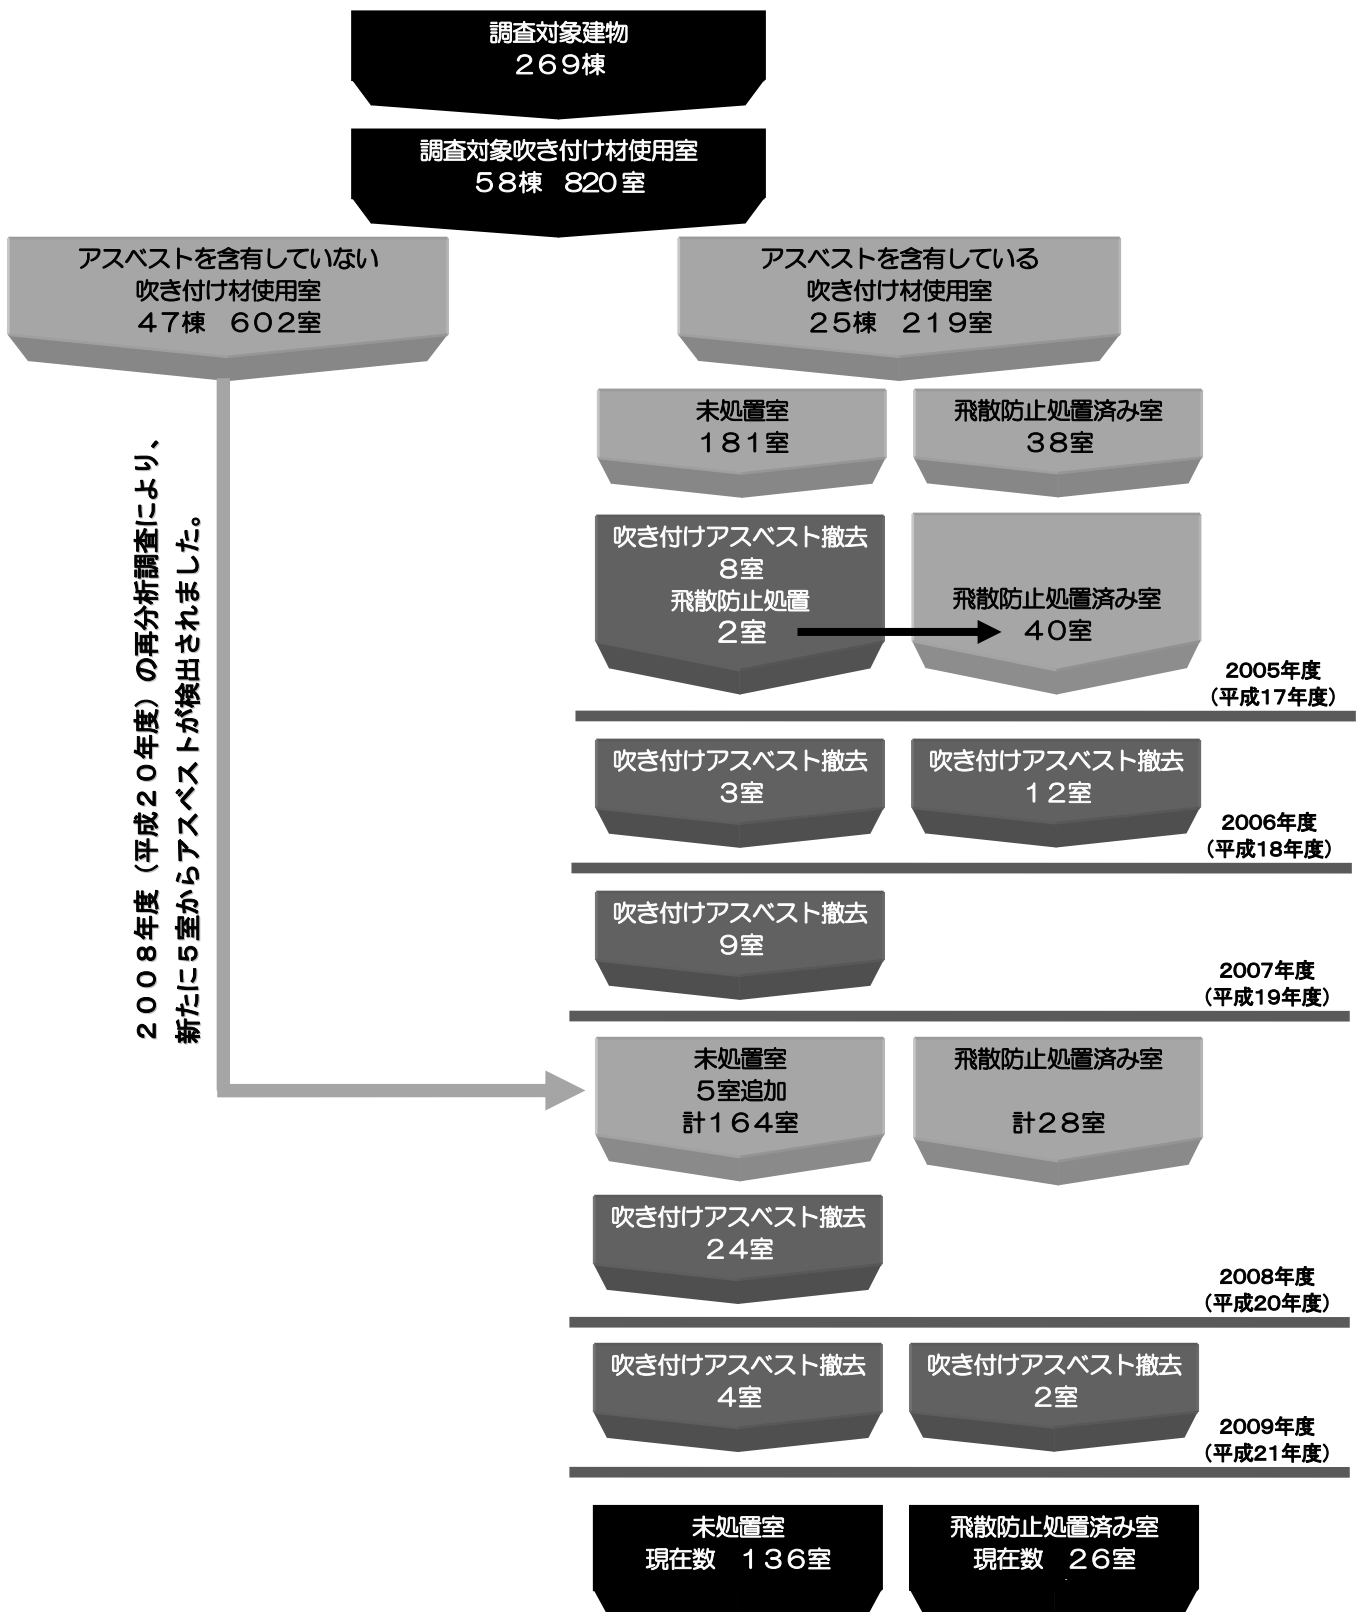 調査対象建物
２６９棟
調査対象吹き付け材使用室
５８棟　820室
アスベストを含有していない
吹き付け材使用室
４７棟　６０２室
アスベストを含有している
吹き付け材使用室
２５棟　２１９室
未処置室
１８１室
飛散防止処置済み室
３８室
２００８年度（平成２０年度）の再分析調査により、
新たに５室からアスベストが検出されました。
吹き付けアスベスト撤去
８室
飛散防止処置
２室
飛散防止処置済み室
４０室
2005年度
（平成17年度）
吹き付けアスベスト撤去
３室
吹き付けアスベスト撤去
１２室
2006年度
（平成18年度）
吹き付けアスベスト撤去
９室
2007年度
（平成19年度）
未処置室
５室追加
計１６４室
飛散防止処置済み室
計２８室
吹き付けアスベスト撤去
２４室
2008年度
（平成20年度）
吹き付けアスベスト撤去
４室
吹き付けアスベスト撤去
２室
2009年度
（平成21年度）
未処置室
現在数　１３６室
飛散防止処置済み室
現在数　２６室